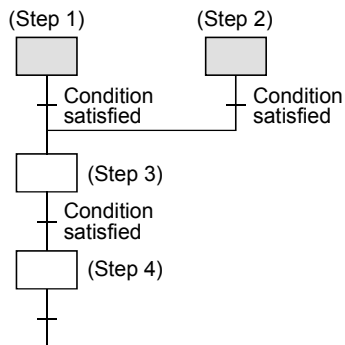 (Step 1)
(Step 2)
Condition
satisfied
Condition
satisfied
(Step 3)
Condition
satisfied
(Step 4)